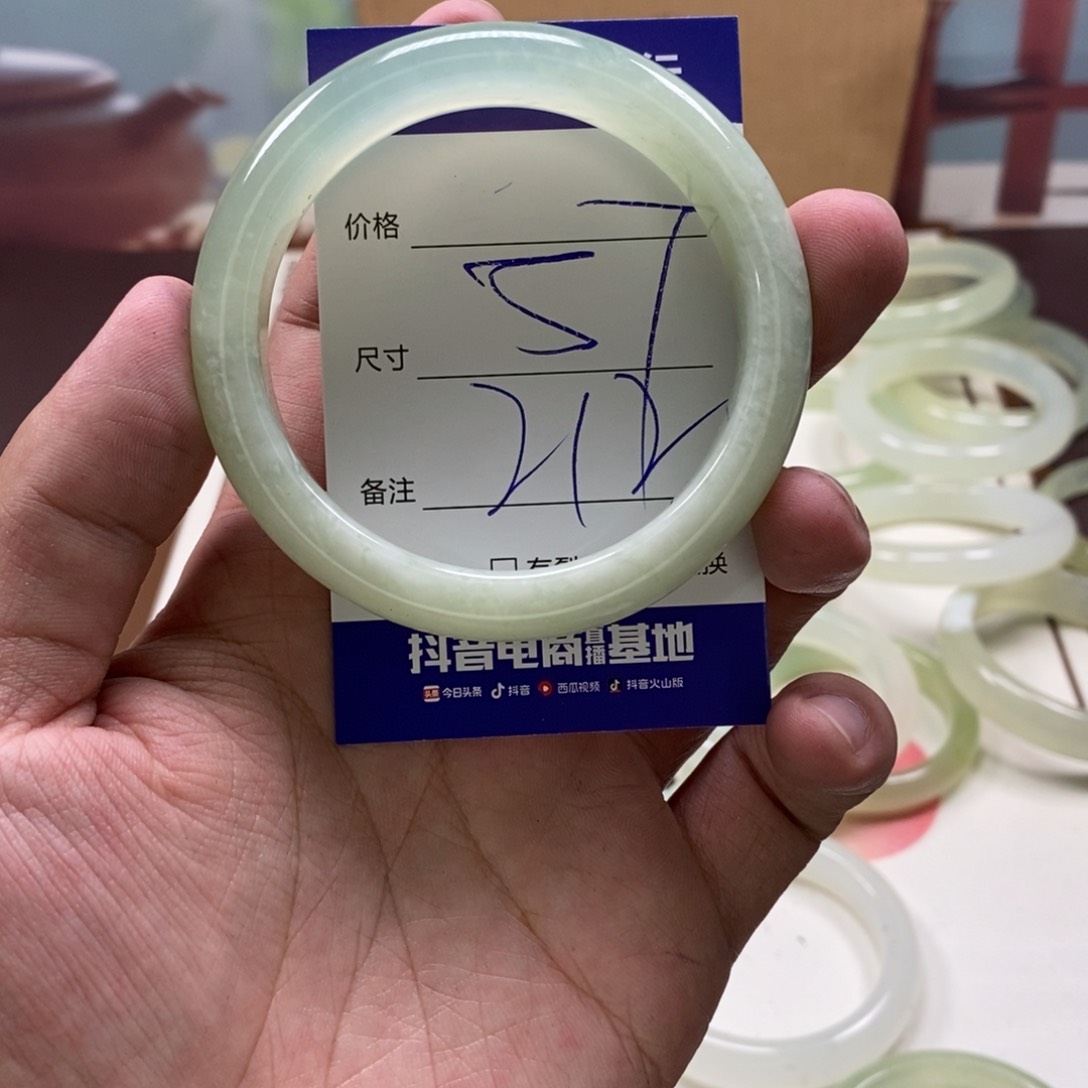 价格
57
尺寸
备注
抖音电商直播基地
今日头条 抖音 西瓜视频 抖音火山版